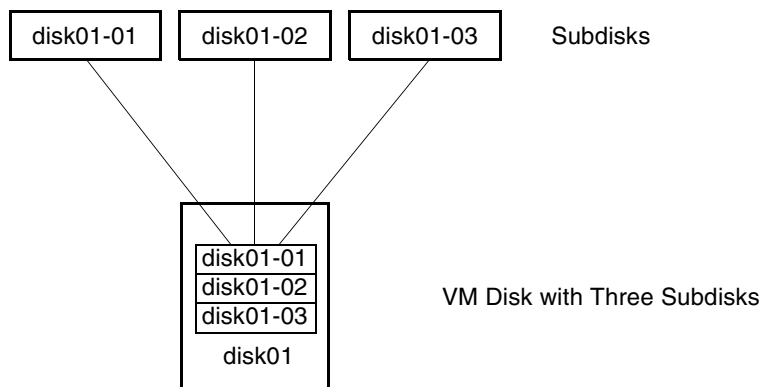 disk01-01 disk01-02 disk01-03 Subdisks
disk01-01
disk01-02
disk01-03
VM Disk with Three Subdisks
disk01